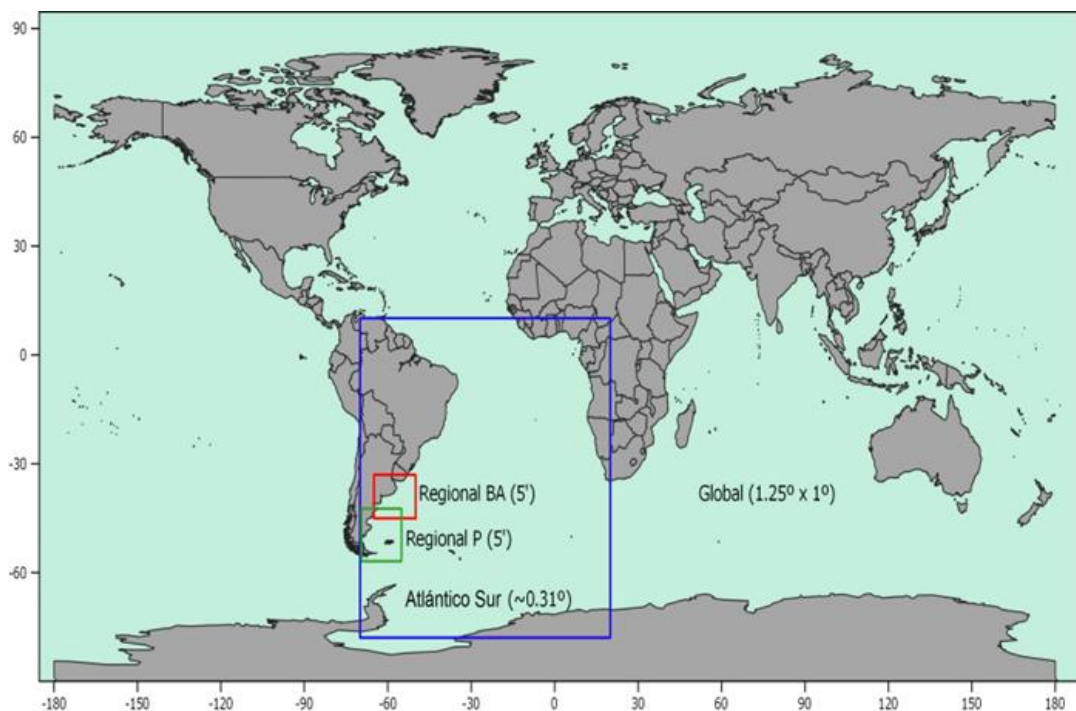 90
60
30
0
-30
-60
Regional BA (5')
Global (1.25º x 1º)
Regional P (5')
Atlántico Sur (~0.31º)
-180 -150 -120 -90 -60 -30 0 30 60 90 120 150 180